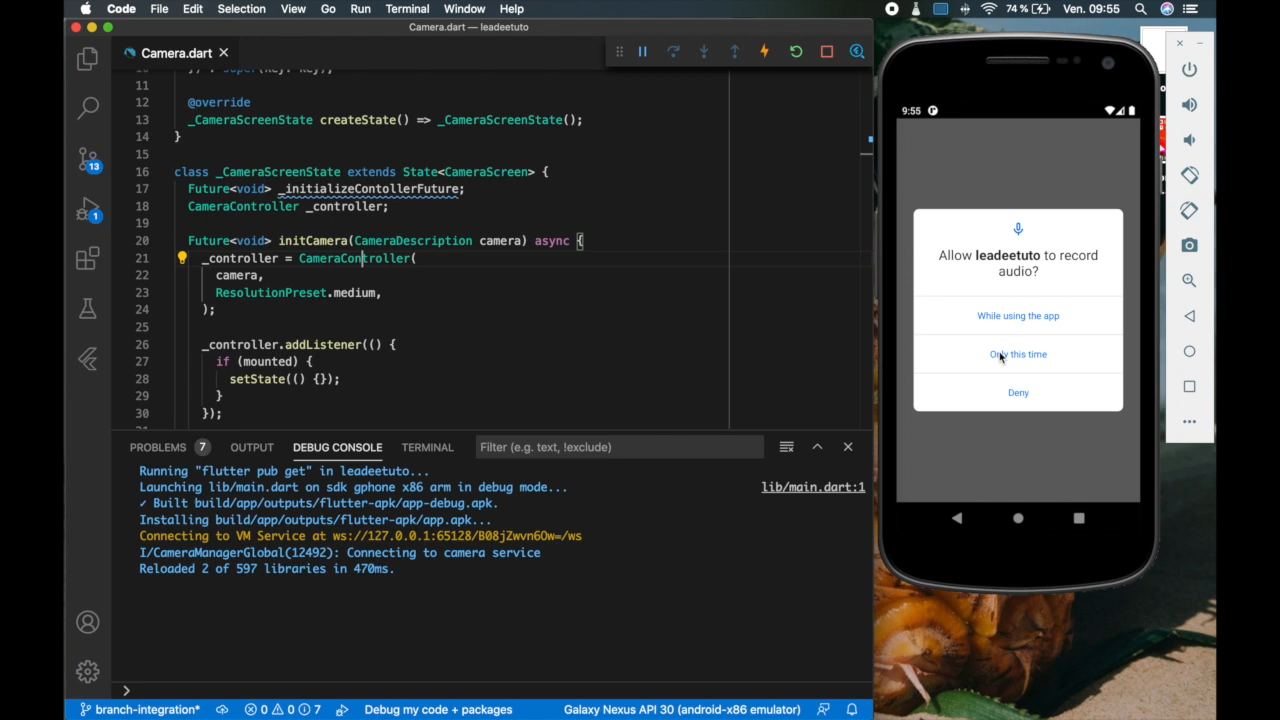 Code File Edit Selection View Go Run Terminal Window Help
74 % Ven. 09:55
Camera.dart — leadeetuto
Camera.dart
11
12 @override
13 _CameraScreenState createState() => _CameraScreenState();
14 }
15
16 class _CameraScreenState extends State<CameraScreen> {
17 Future<void> _initializeContollerFuture;
18 CameraController _controller;
19
20 Future<void> initCamera(CameraDescription camera) async {
21 _controller = CameraController(
22 camera,
23 ResolutionPreset.medium,
24 );
25
26 _controller.addListener(() {
27 if (mounted) {
28 setState(() {});
29 }
30 });
13
1
PROBLEMS 7 OUTPUT DEBUG CONSOLE TERMINAL Filter (e.g. text, !exclude)
Running "flutter pub get" in leadeetuto...
Launching lib/main.dart on sdk gphone x86 arm in debug mode... lib/main.dart:1
✓ Built build/app/outputs/flutter-apk/app-debug.apk.
Installing build/app/outputs/flutter-apk/app.apk...
Connecting to VM Service at ws://127.0.0.1:65128/B08jZwvn6Ow=/ws
I/CameraManagerGlobal(12492): Connecting to camera service
Reloaded 2 of 597 libraries in 470ms.
branch-integration* 0 0 7 Debug my code + packages Galaxy Nexus API 30 (android-x86 emulator)
9:55
Allow leadeetuto to record
audio?
While using the app
Only this time
Deny